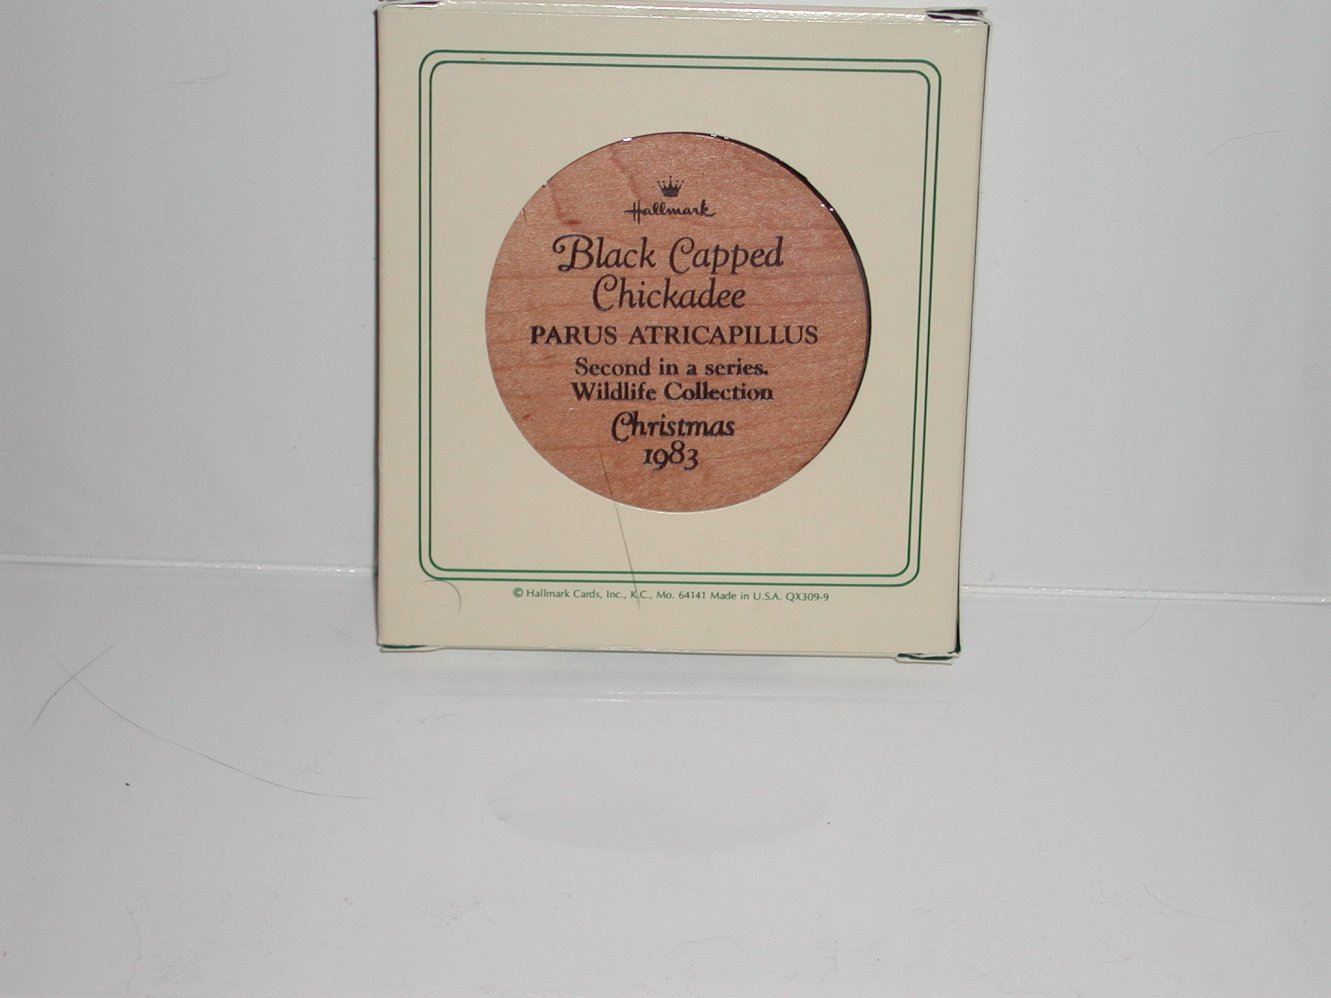 Hallmark
Black Capped
Chickadee
PARUS ATRICAPILLUS
Second in a series.
Wildlife Collection
Christmas
1983
© Hallmark Cards, Inc., K.C., Mo. 64141 Made in U.S.A. QX309-9